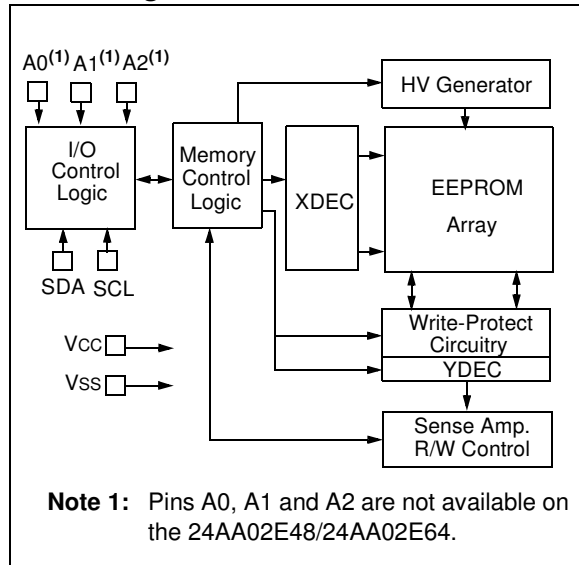 A0(1) A1(1) A2(1)
HV Generator
I/O
Control
Logic
Memory
Control
Logic
XDEC
EEPROM
Array
SDA SCL
Write-Protect
Circuitry
YDEC
VCC
VSS
Sense Amp.
R/W Control
Note 1: Pins A0, A1 and A2 are not available on
the 24AA02E48/24AA02E64.